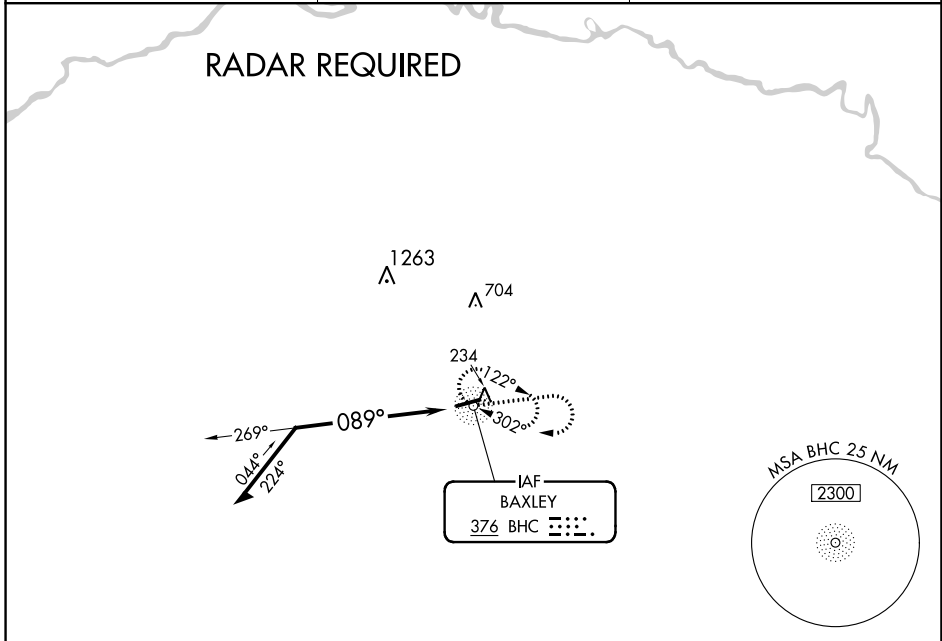 RADAR REQUIRED
1263
704
234
122°
302°
089°
269°
044°
224°
IAF
BAXLEY
376 BHC
MSA BHC 25 NM
2300